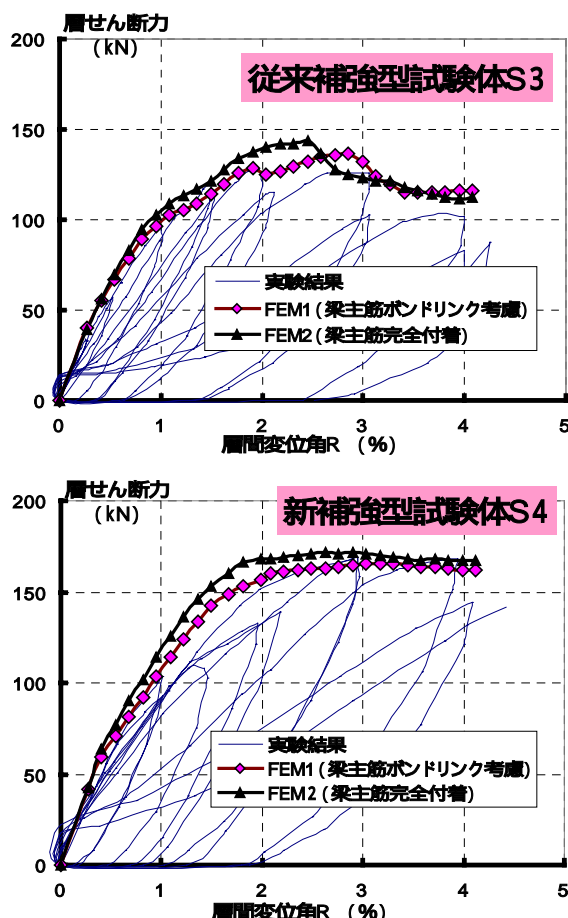 層せん断力
(kN)
従来補強型試験体S3
200
150
100
50
0
実験結果
FEM1(梁主筋ボンドリンク考慮)
FEM2(梁主筋完全付着)
0 1 2 3 4 5
層間変位角R (%)
層せん断力
(kN)
新補強型試験体S4
200
150
100
50
0
実験結果
FEM1(梁主筋ボンドリンク考慮)
FEM2(梁主筋完全付着)
0 1 2 3 4 5
層間変位角R (%)